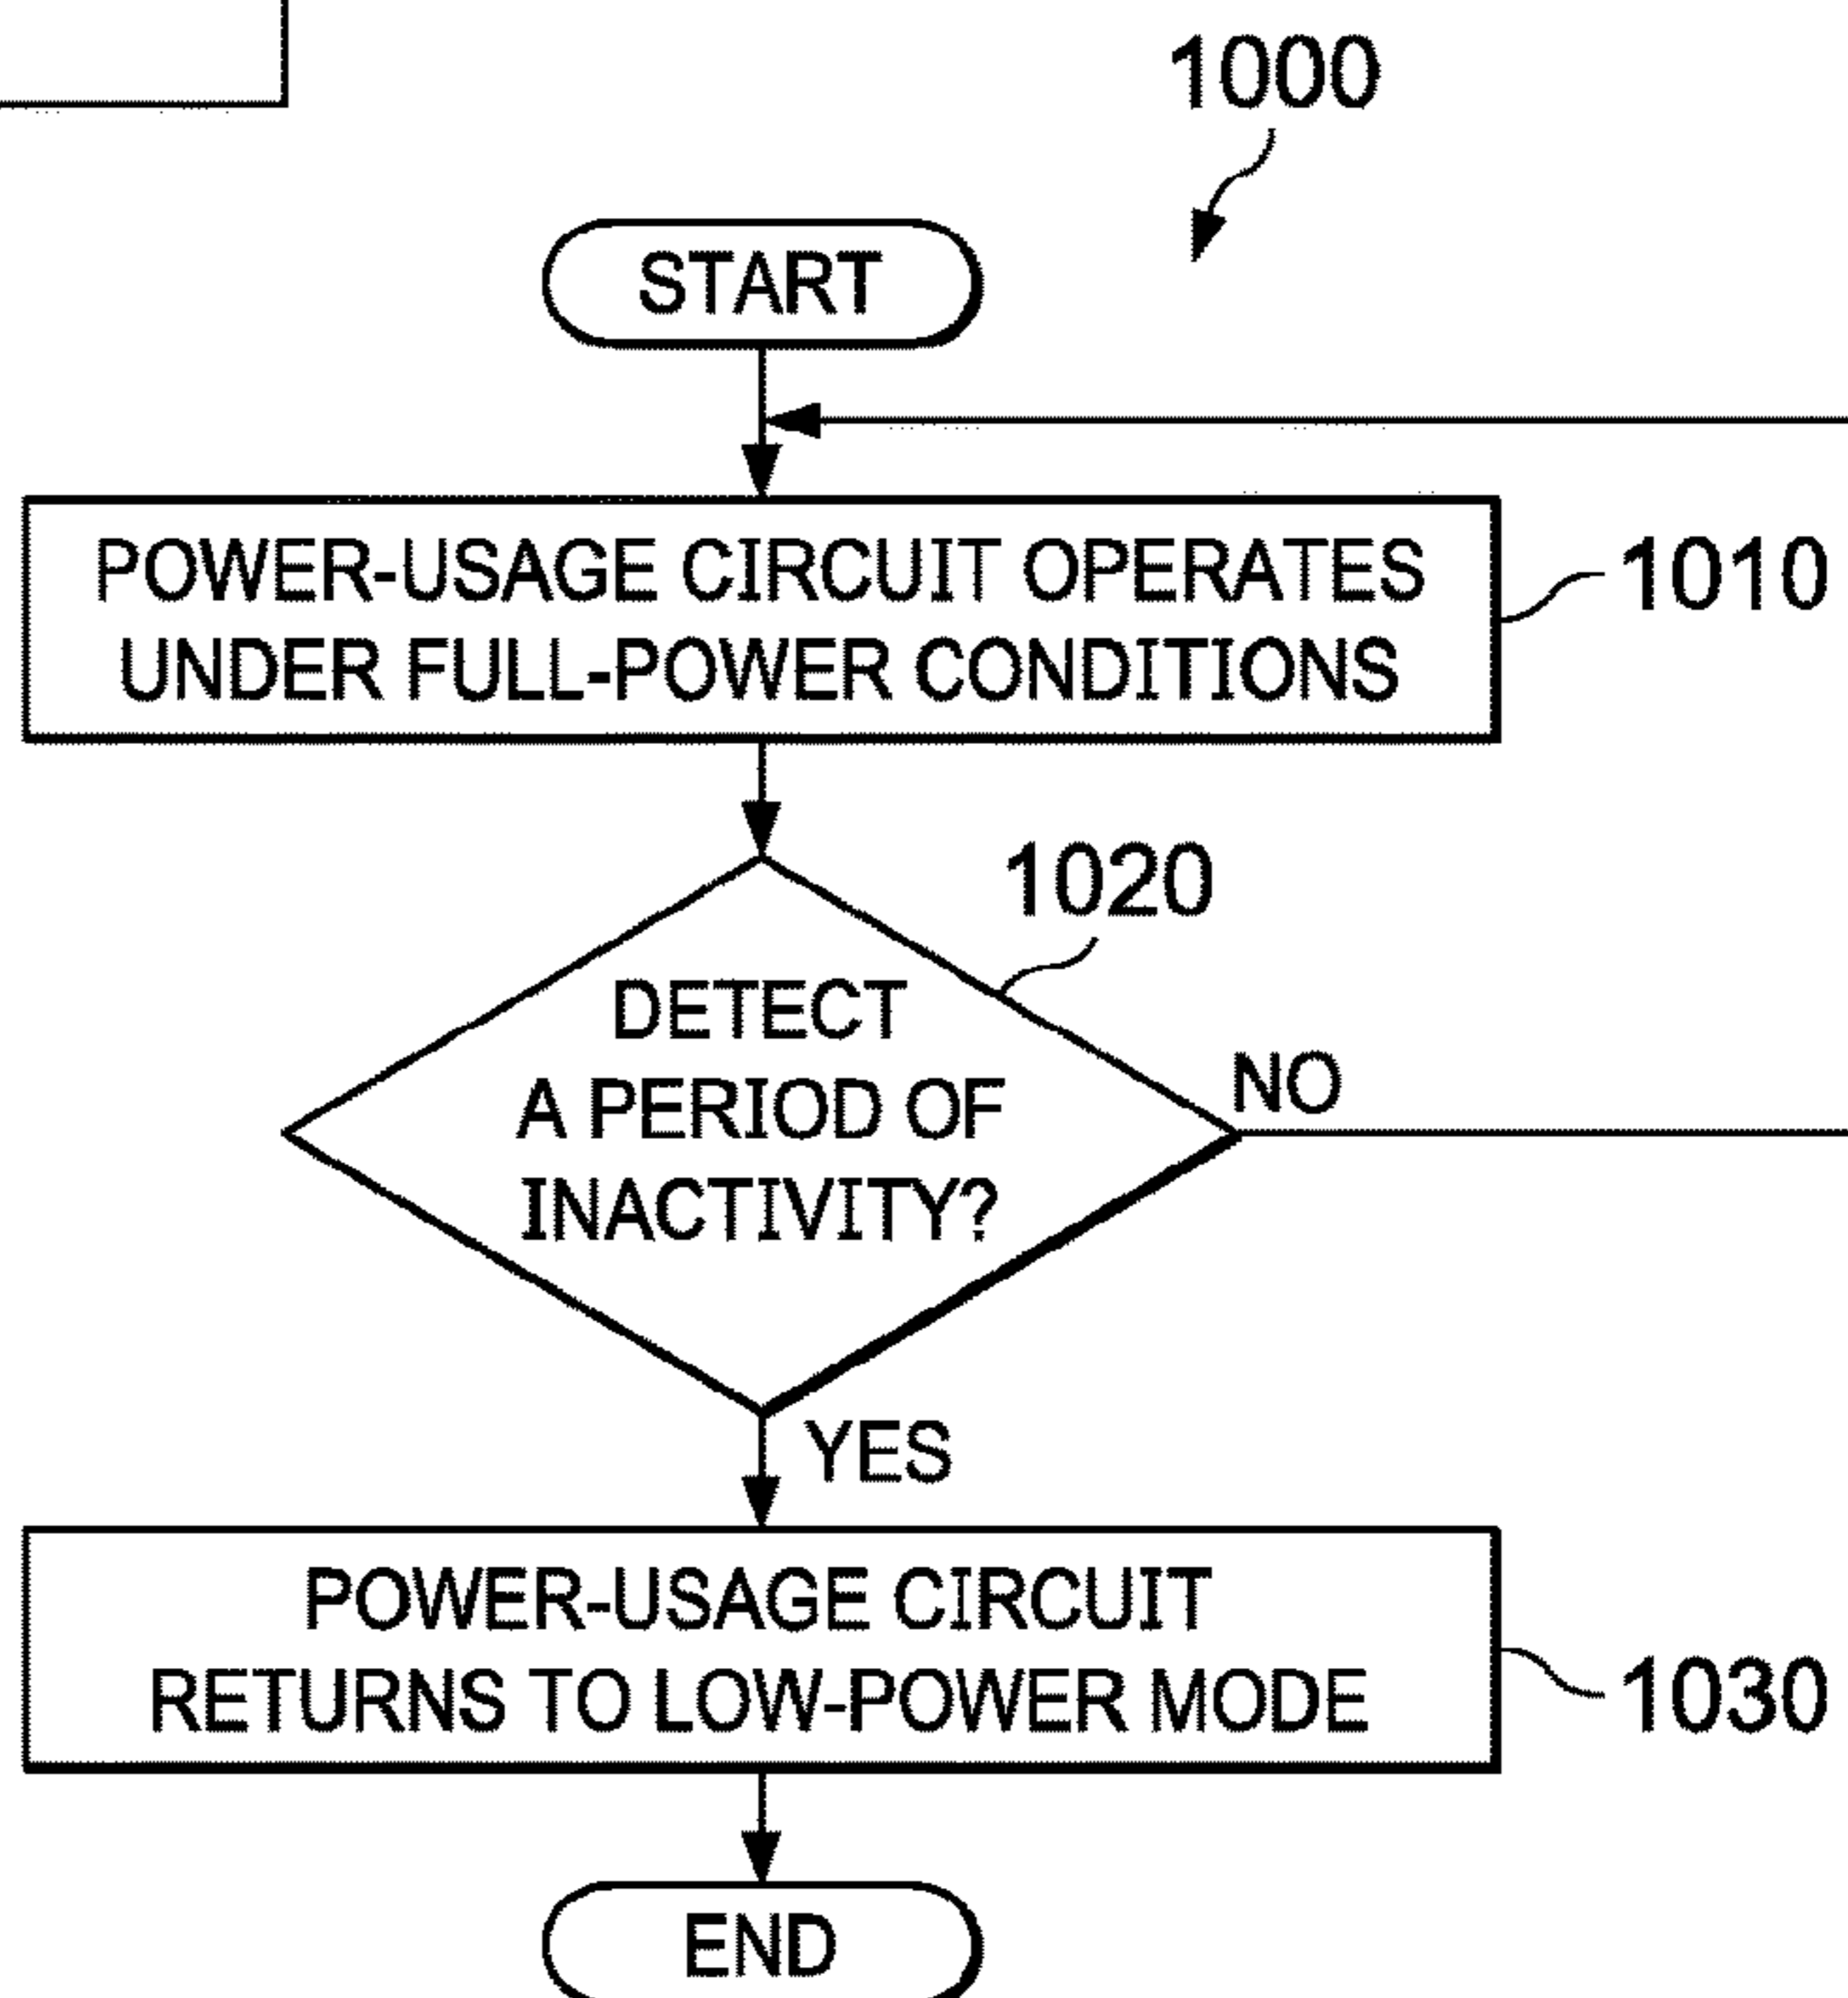 1000
START
POWER-USAGE CIRCUIT OPERATES
UNDER FULL-POWER CONDITIONS
1010
1020
DETECT
A PERIOD OF
INACTIVITY?
NO
YES
POWER-USAGE CIRCUIT
RETURNS TO LOW-POWER MODE
1030
END